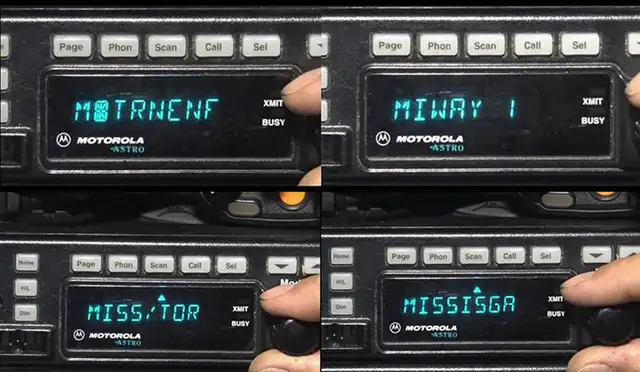 Page Phon Scan Call Sel
M TRNENF
XMIT
BUSY
MOTOROLA
ASTRO
Page Phon Scan Call Sel
MIWAY 1
XMIT
BUSY
MOTOROLA
ASTRO
Home Page Phon Scan Call Sel
H/L
Dim
MISS/TOR
XMIT
BUSY
MOTOROLA
ASTRO
Home Page Phon Scan Call Sel
H/L
Dim
MISSISGA
XMIT
BUSY
MOTOROLA
ASTRO